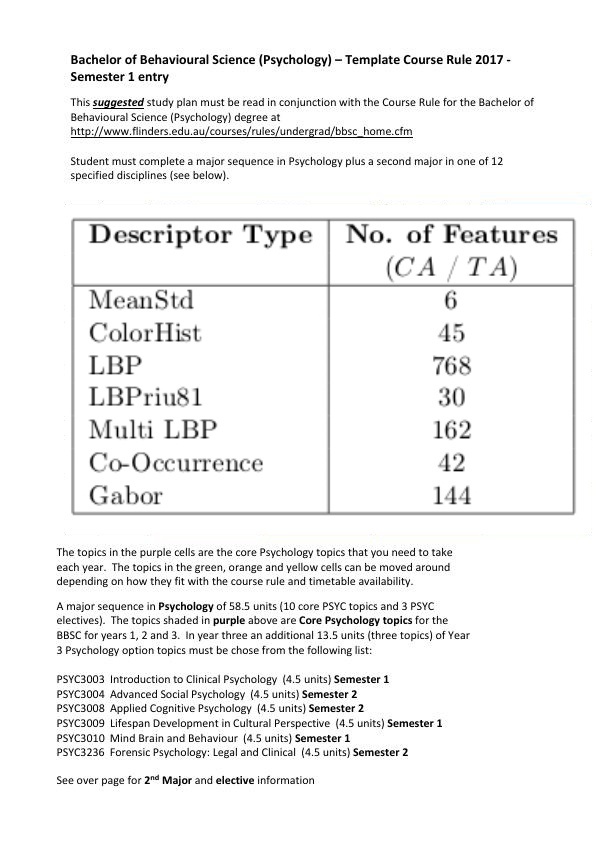 Bachelor of Behavioural Science (Psychology) – Template Course Rule 2017 -
Semester 1 entry
This suggested study plan must be read in conjunction with the Course Rule for the Bachelor of
Behavioural Science (Psychology) degree at
http://www.flinders.edu.au/courses/rules/undergrad/bbsc_home.cfm
Student must complete a major sequence in Psychology plus a second major in one of 12
specified disciplines (see below).
Descriptor Type No. of Features
(CA / TA)
MeanStd 6
ColorHist 45
LBP 768
LBPriu81 30
Multi LBP 162
Co-Occurrence 42
Gabor 144
The topics in the purple cells are the core Psychology topics that you need to take
each year.  The topics in the green, orange and yellow cells can be moved around
depending on how they fit with the course rule and timetable availability.
A major sequence in Psychology of 58.5 units (10 core PSYC topics and 3 PSYC
electives).  The topics shaded in purple above are Core Psychology topics for the
BBSC for years 1, 2 and 3.  In year three an additional 13.5 units (three topics) of Year
3 Psychology option topics must be chose from the following list:
PSYC3003  Introduction to Clinical Psychology  (4.5 units) Semester 1
PSYC3004  Advanced Social Psychology  (4.5 units) Semester 2
PSYC3008  Applied Cognitive Psychology  (4.5 units) Semester 2
PSYC3009  Lifespan Development in Cultural Perspective  (4.5 units) Semester 1
PSYC3010  Mind Brain and Behaviour  (4.5 units) Semester 1
PSYC3236  Forensic Psychology: Legal and Clinical  (4.5 units) Semester 2
See over page for 2nd Major and elective information